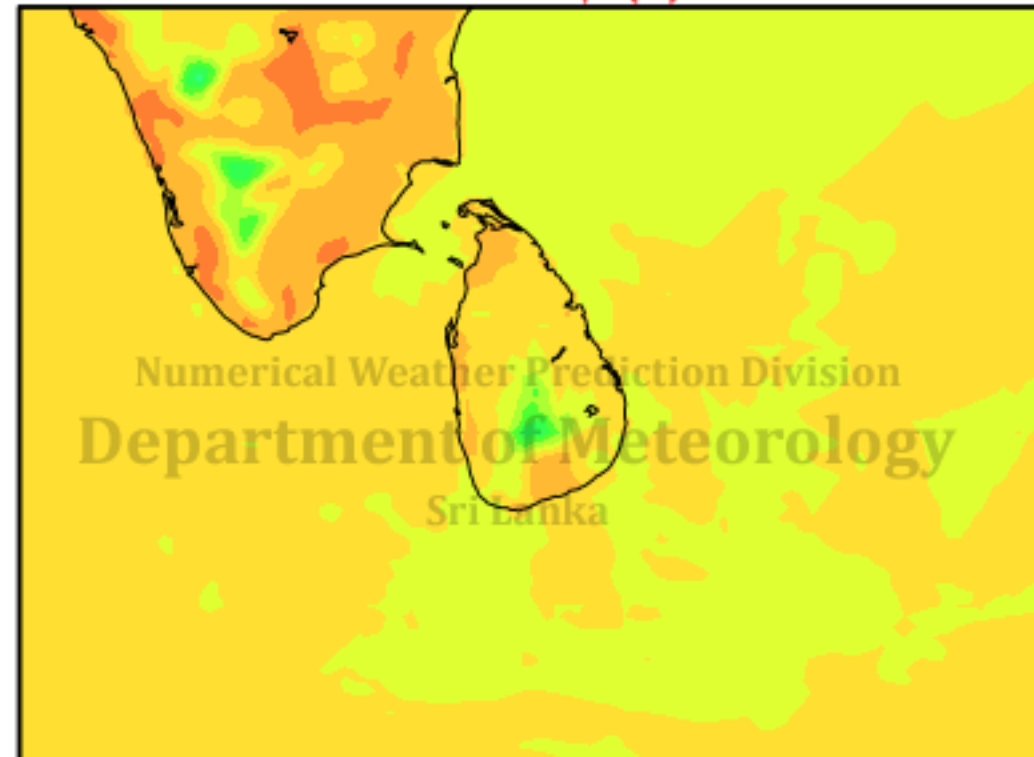 Numerical Weather Prediction Division
Department of Meteorology
Sri Lanka